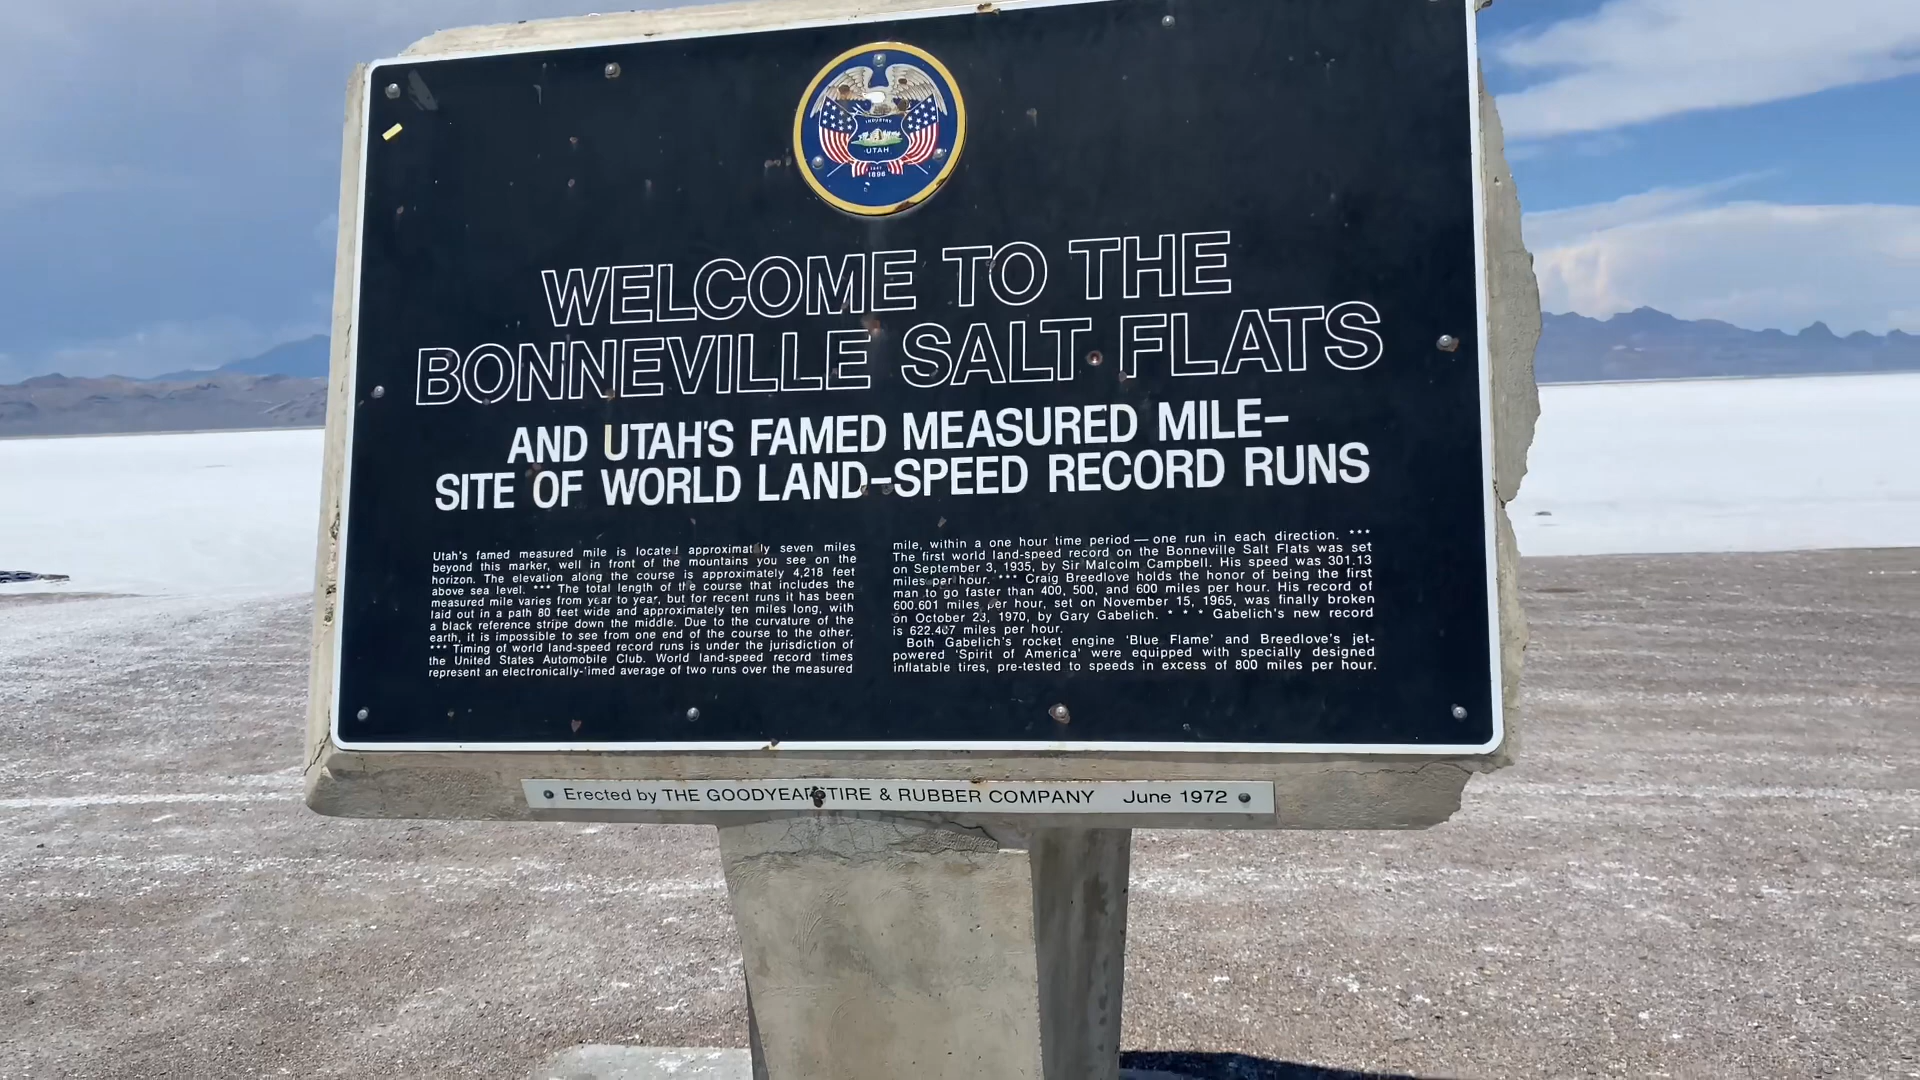 INDUSTRY
UTAH
1847
1896
WELCOME TO THE
BONNEVILLE SALT FLATS
AND UTAH'S FAMED MEASURED MILE–
SITE OF WORLD LAND–SPEED RECORD RUNS
Utah's famed measured mile is located approximately seven miles
beyond this marker, well in front of the mountains you see on the
horizon. The elevation along the course is approximately 4,218 feet
above sea level. *** The total length of the course that includes the
measured mile varies from year to year, but for recent runs it has been
laid out in a path 80 feet wide and approximately ten miles long, with
a black reference stripe down the middle. Due to the curvature of the
earth, it is impossible to see from one end of the course to the other.
*** Timing of world land-speed record runs is under the jurisdiction of
the United States Automobile Club. World land-speed record times
represent an electronically-timed average of two runs over the measured
mile, within a one hour time period — one run in each direction. ***
The first world land-speed record on the Bonneville Salt Flats was set
on September 3, 1935, by Sir Malcolm Campbell. His speed was 301.13
miles per hour. *** Craig Breedlove holds the honor of being the first
man to go faster than 400, 500, and 600 miles per hour. His record of
600.601 miles per hour, set on November 15, 1965, was finally broken
on October 23, 1970, by Gary Gabelich. * * * Gabelich's new record
is 622.407 miles per hour.
Both Gabelich's rocket engine 'Blue Flame' and Breedlove's jet-
powered 'Spirit of America' were equipped with specially designed
inflatable tires, pre-tested to speeds in excess of 800 miles per hour.
Erected by THE GOODYEAR TIRE & RUBBER COMPANY June 1972